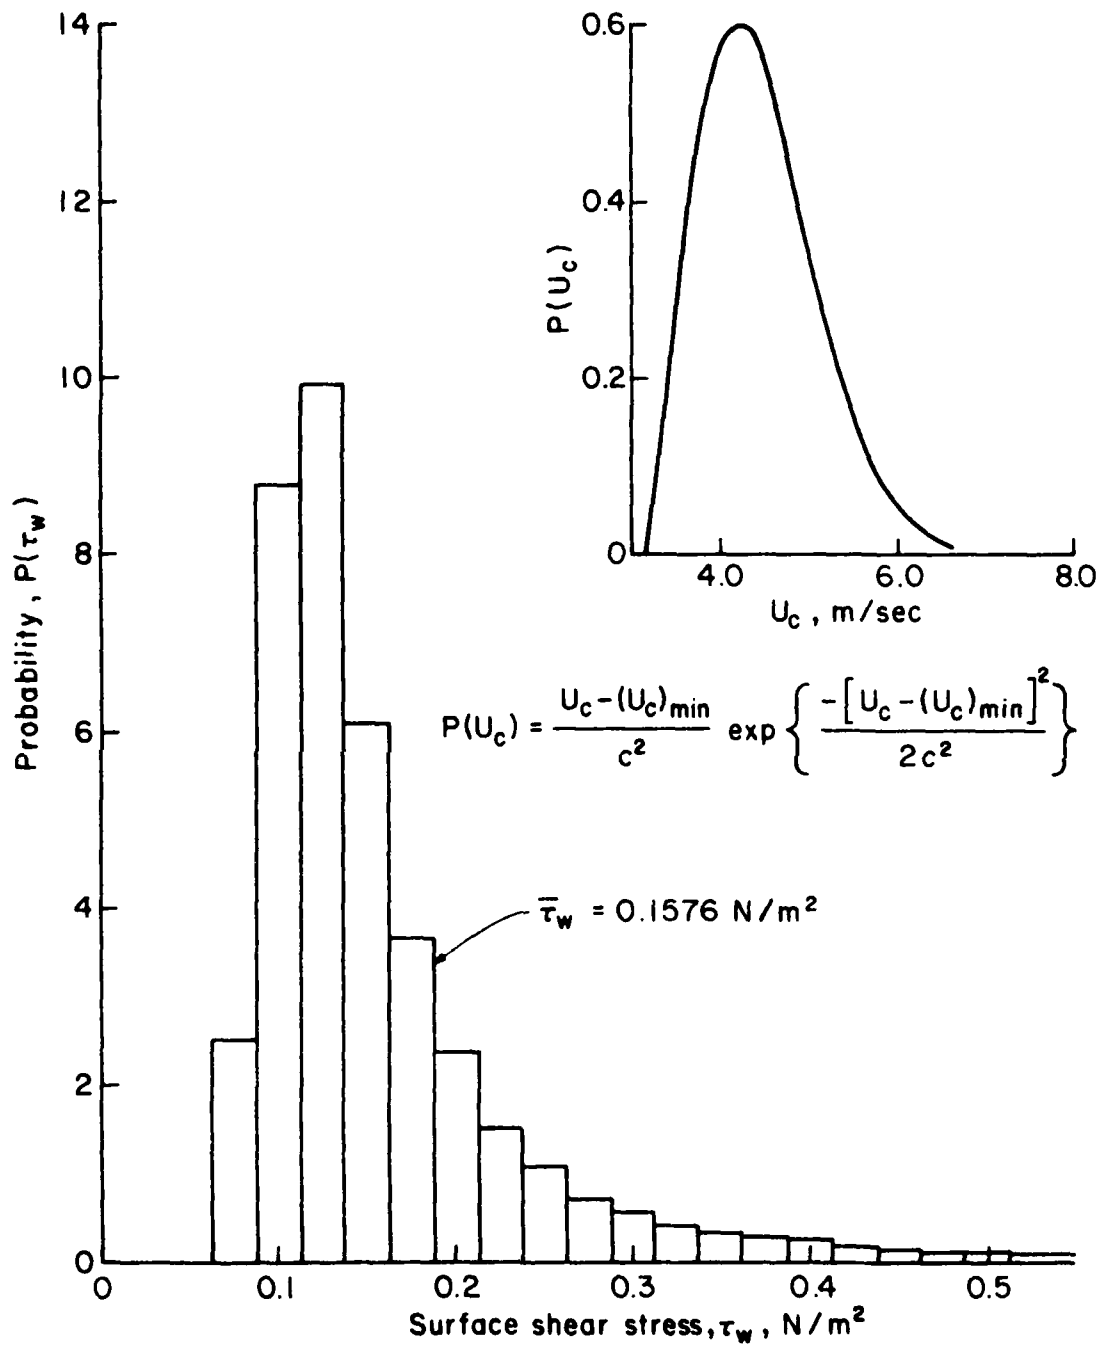 14
12
10
8
6
4
2
0
Probability, P(τw)
0 0.1 0.2 0.3 0.4 0.5
Surface shear stress, τw, N/m²
0.6
0.4
0.2
0
P(Uc)
4.0 6.0 8.0
Uc, m/sec
P(Uc) = Uc-(Uc)min / c² exp { -[Uc-(Uc)min]² / 2c² }
τ̄w = 0.1576 N/m²